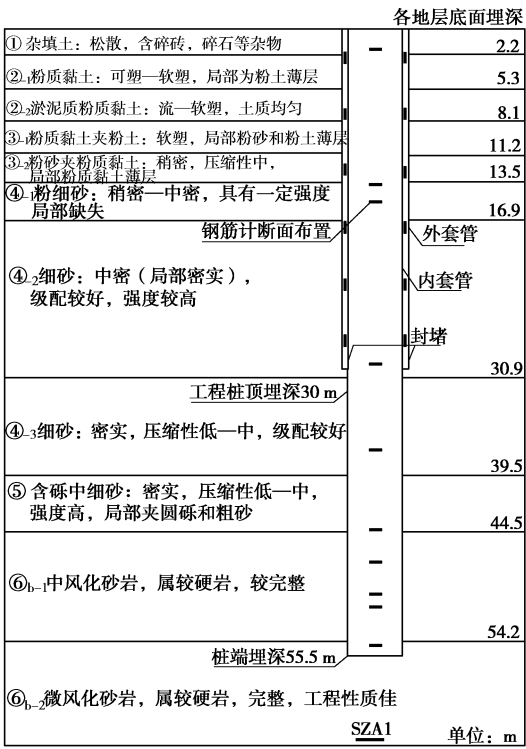 各地层底面埋深
①杂填土：松散，含碎砖，碎石等杂物
2.2
②-1粉质黏土：可塑—软塑，局部为粉土薄层
5.3
②-2淤泥质粉质黏土：流—软塑，土质均匀
8.1
③-1粉质黏土夹粉土：软塑，局部粉砂和粉土薄层
11.2
③-2粉砂夹粉质黏土：稍密，压缩性中，
局部粉质黏土薄层
13.5
④-1粉细砂：稍密—中密，具有一定强度
局部缺失
16.9
钢筋计断面布置
外套管
④-2细砂：中密（局部密实），
级配较好，强度较高
内套管
封堵
30.9
工程桩顶埋深30 m
④-3细砂：密实，压缩性低—中，级配较好
39.5
⑤含砾中细砂：密实，压缩性低—中，
强度高，局部夹圆砾和粗砂
44.5
⑥b-1中风化砂岩，属较硬岩，较完整
54.2
桩端埋深55.5 m
⑥b-2微风化砂岩，属较硬岩，完整，工程性质佳
SZA1
单位：m